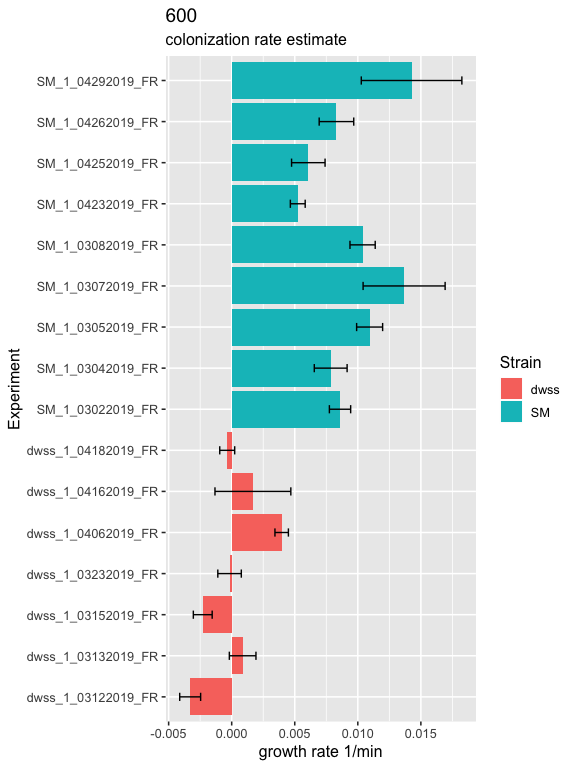 600
colonization rate estimate
Experiment
SM_1_04292019_FR
SM_1_04262019_FR
SM_1_04252019_FR
SM_1_04232019_FR
SM_1_03082019_FR
SM_1_03072019_FR
SM_1_03052019_FR
SM_1_03042019_FR
SM_1_03022019_FR
dwss_1_04182019_FR
dwss_1_04162019_FR
dwss_1_04062019_FR
dwss_1_03232019_FR
dwss_1_03152019_FR
dwss_1_03132019_FR
dwss_1_03122019_FR
-0.005 0.000 0.005 0.010 0.015
growth rate 1/min
Strain
dwss
SM